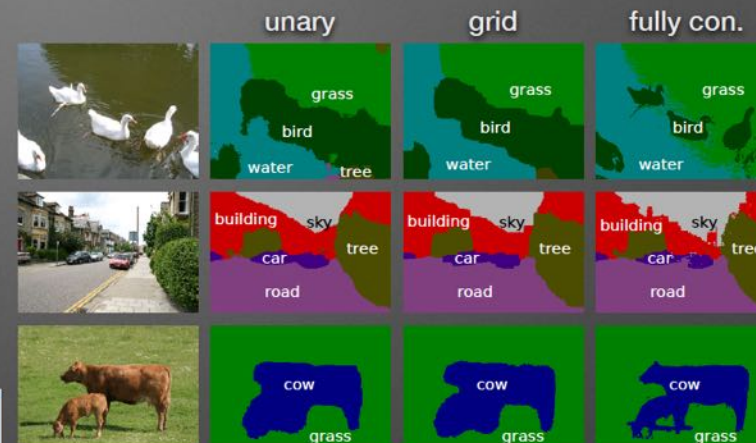 unary grid fully con.
grass grass grass
bird bird bird
water tree water water
building sky building sky building sky
tree tree tre
car car car
road road road
cow cow cow
grass grass grass